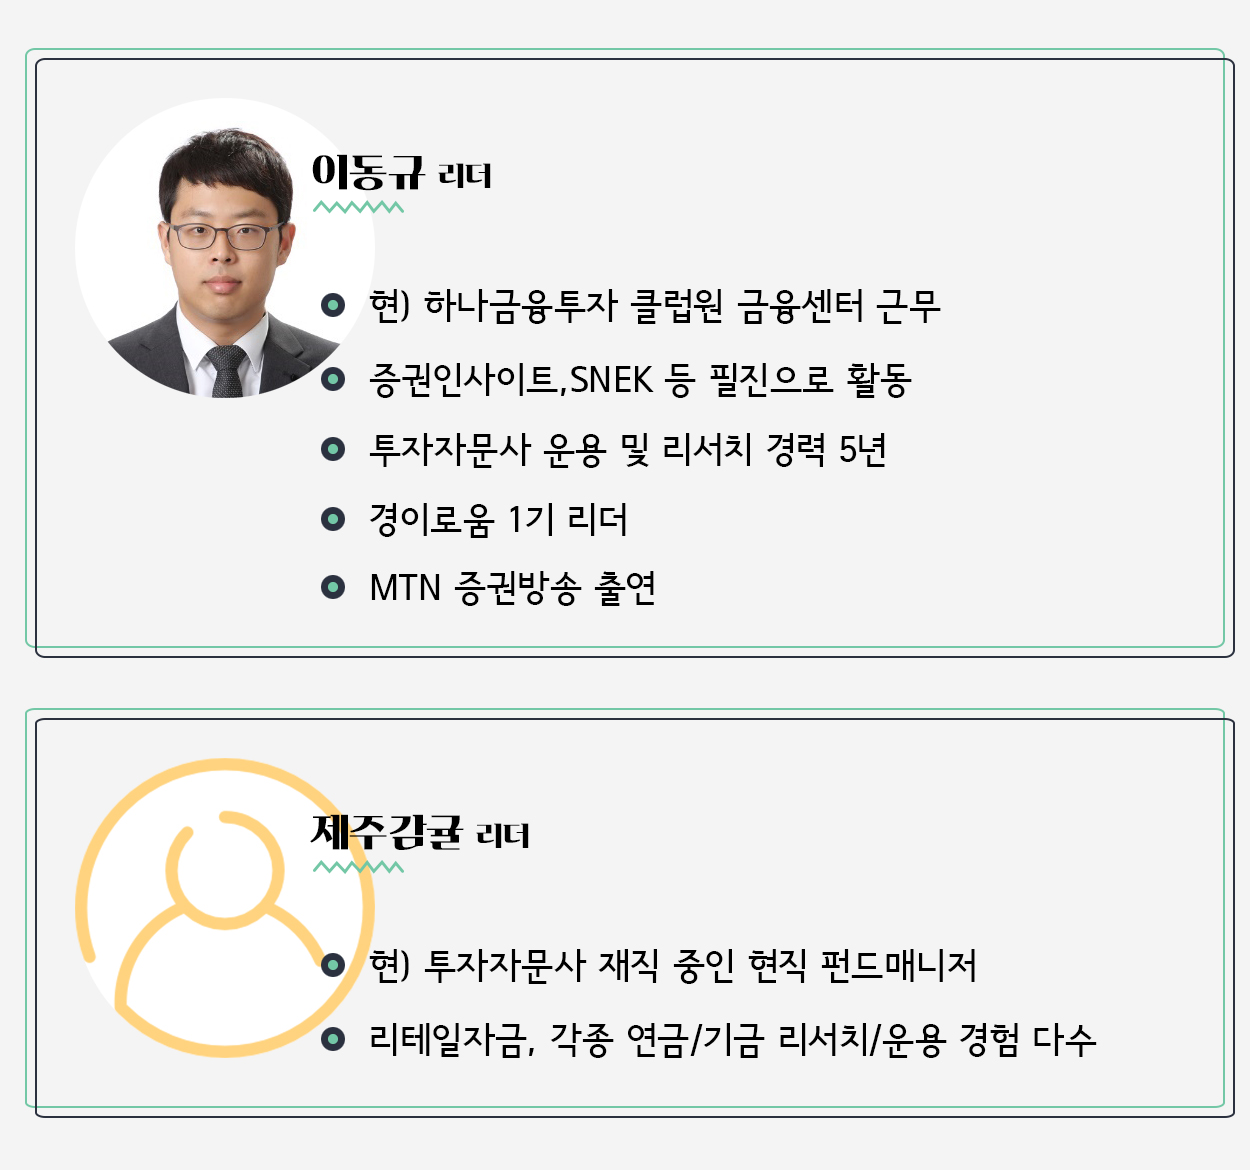 이동규 리더
현) 하나금융투자 클럽원 금융센터 근무
증권인사이트,SNEK 등 필진으로 활동
투자자문사 운용 및 리서치 경력 5년
경이로움 1기 리더
MTN 증권방송 출연
제주감귤 리더
현) 투자자문사 재직 중인 현직 펀드매니저
리테일자금, 각종 연금/기금 리서치/운용 경험 다수